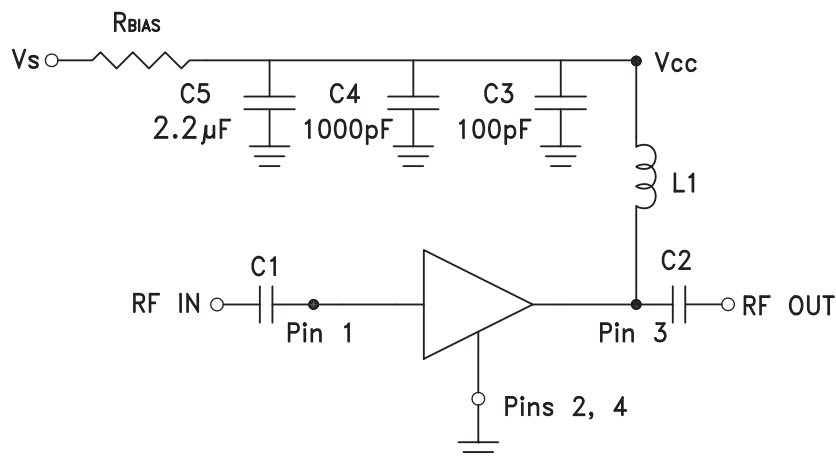 RBIAS
Vs
Vcc
C5
2.2µF
C4
1000pF
C3
100pF
L1
C1
C2
RF IN
RF OUT
Pin 1
Pin 3
Pins 2, 4